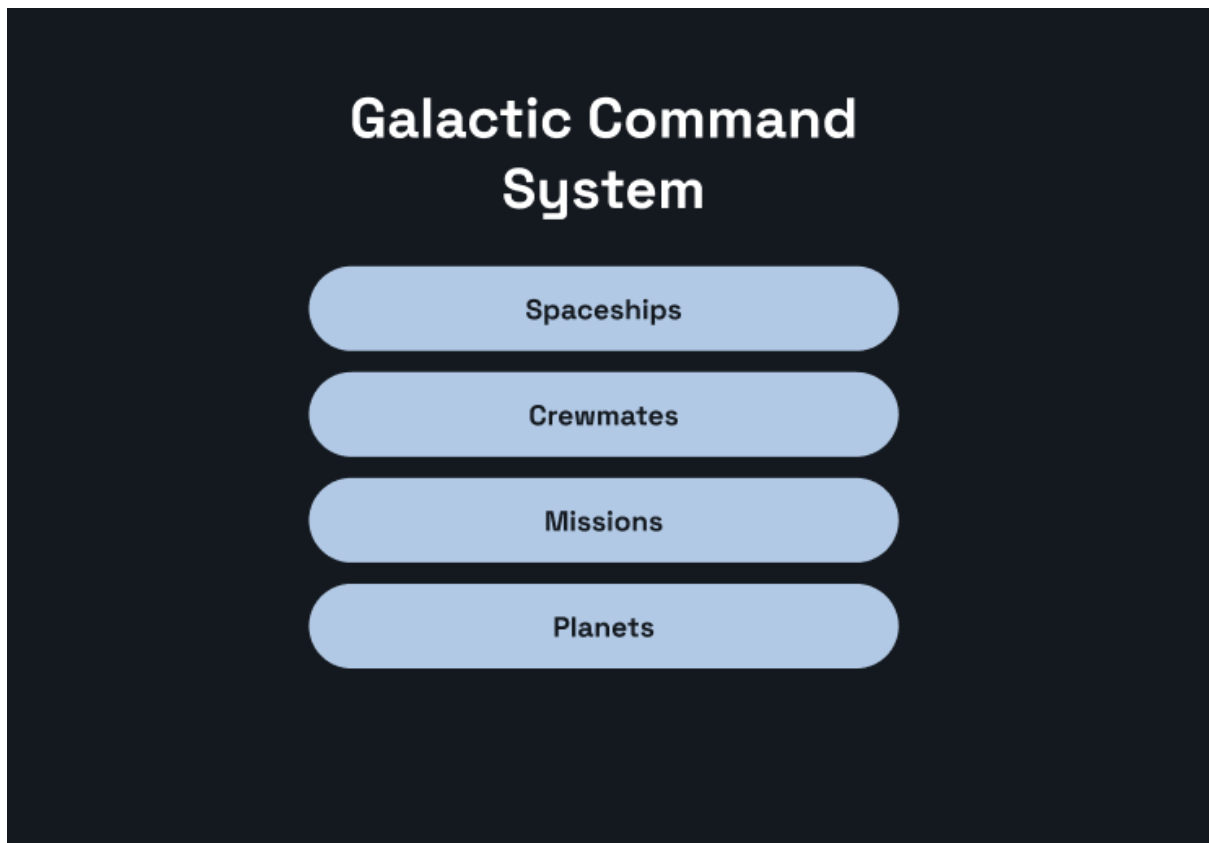 Galactic Command
System
Spaceships
Crewmates
Missions
Planets